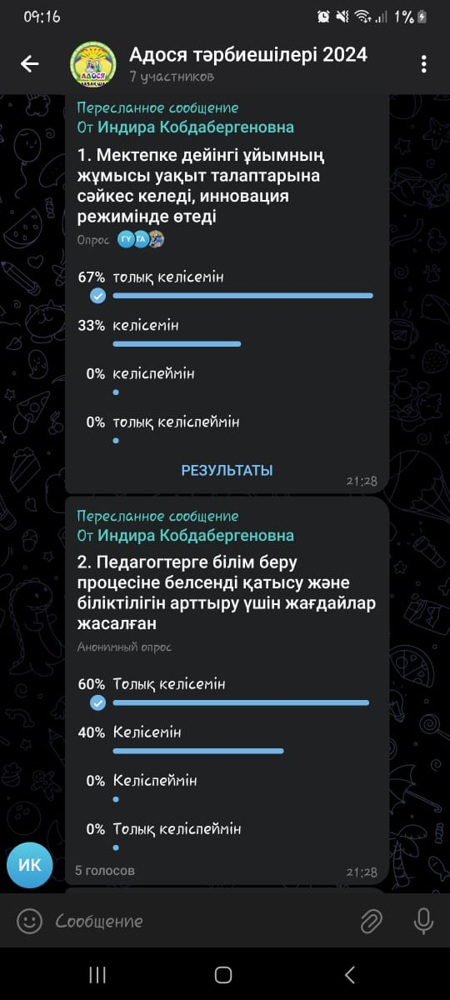 09:16
1%
Адося тәрбиешілері 2024
7 участников
АДОСЯ
Пересланное сообщение
От Индира Кобдабергеновна
1. Мектепке дейінгі ұйымның
жұмысы уақыт талаптарына
сәйкес келеді, инновация
режимінде өтеді
Опрос ГҮ ГА
67% толық келісемін
33% келісемін
0% келіспеймін
0% толық келіспеймін
РЕЗУЛЬТАТЫ
21:28
Пересланное сообщение
От Индира Кобдабергеновна
2. Педагогтерге білім беру
процесіне белсенді қатысу және
біліктілігін арттыру үшін жағдайлар
жасалған
Анонимный опрос
60% Толық келісемін
40% Келісемін
0% Келіспеймін
0% Толық келіспеймін
ИК
5 голосов 21:28
Сообщение